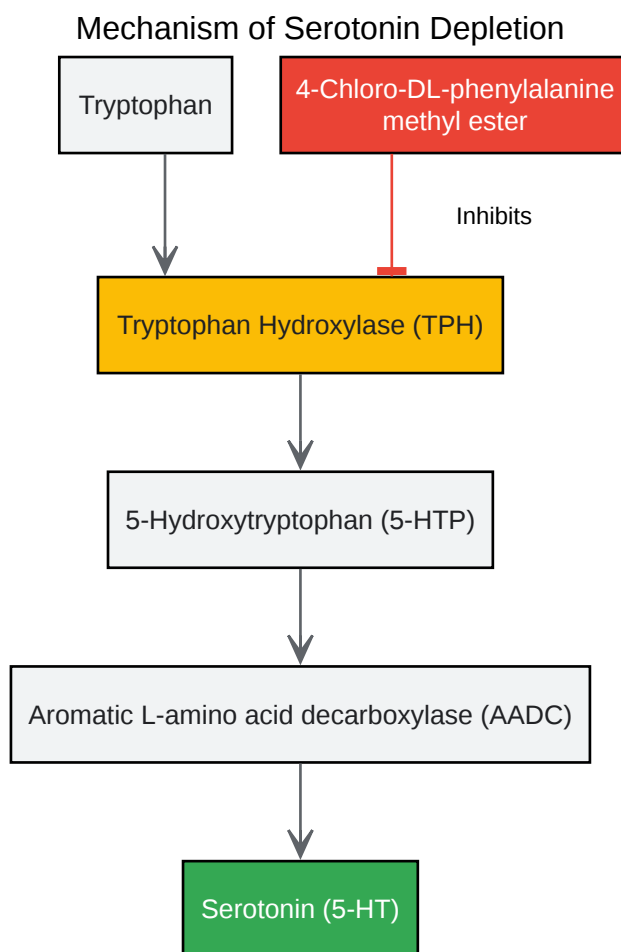 Mechanism of Serotonin Depletion
Tryptophan
4-Chloro-DL-phenylalanine
methyl ester
Inhibits
Tryptophan Hydroxylase (TPH)
5-Hydroxytryptophan (5-HTP)
Aromatic L-amino acid decarboxylase (AADC)
Serotonin (5-HT)